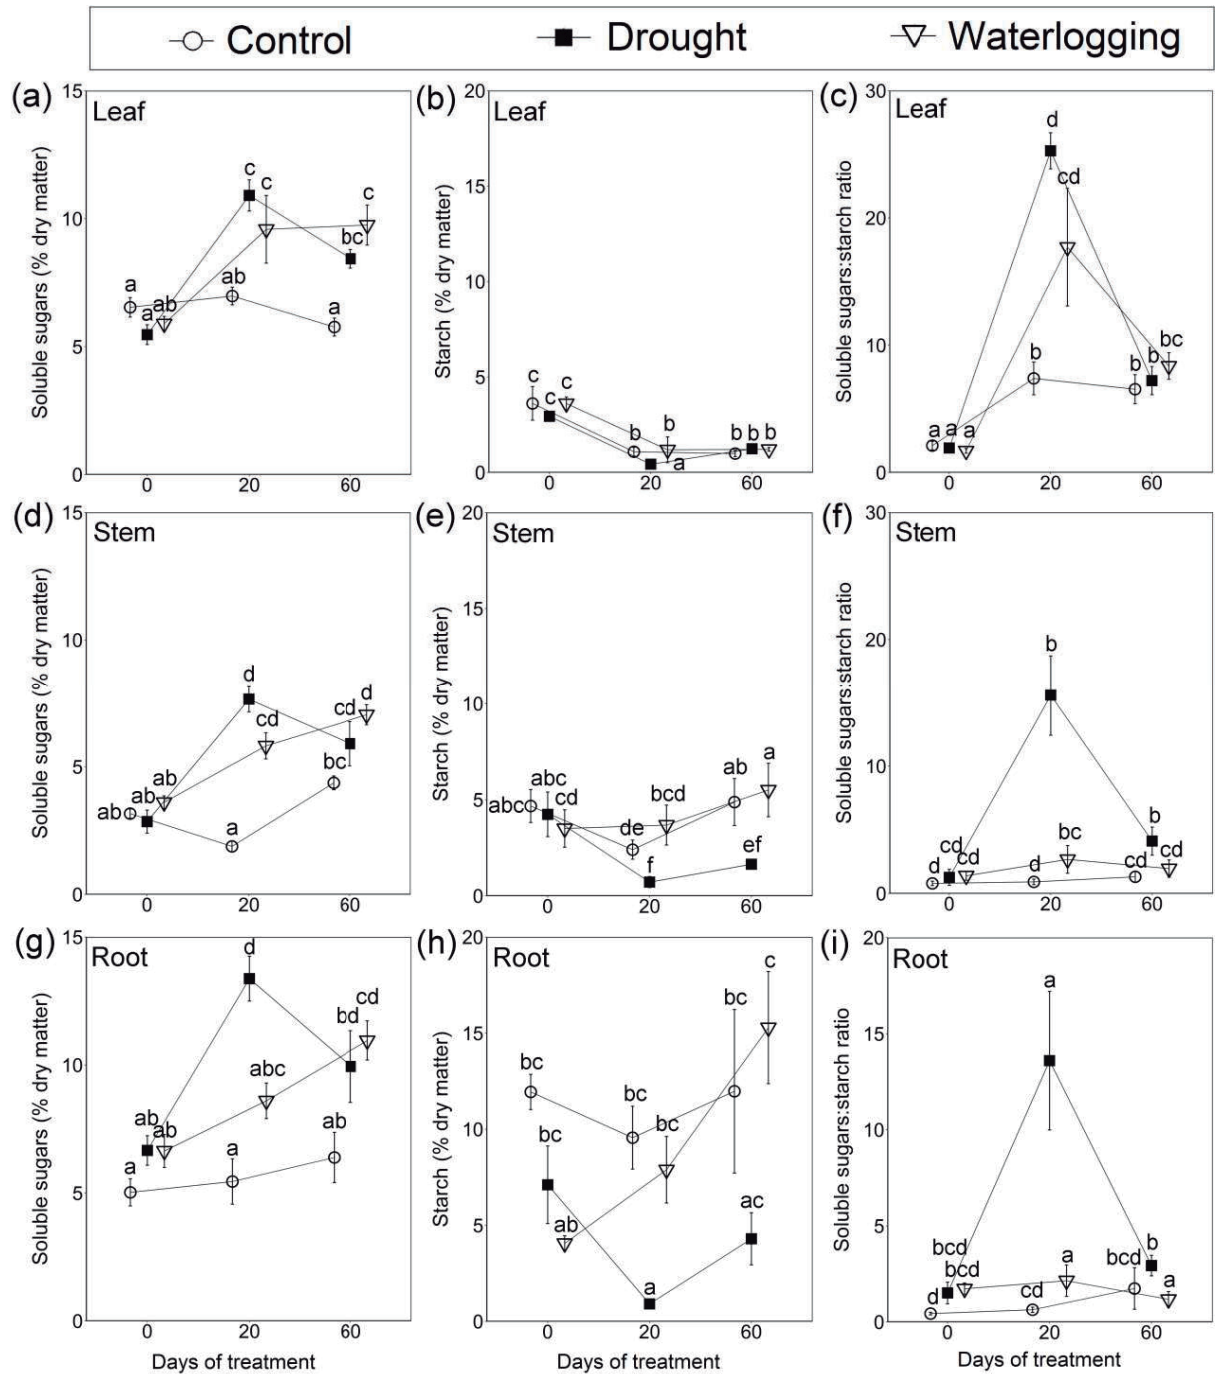 Control Drought Waterlogging
(a) Leaf
Soluble sugars (% dry matter)
15
10
5
0
a a ab
ab c c
a bc c
0 20 60
(b) Leaf
Starch (% dry matter)
20
15
10
5
0
c c c
b a b
b b b
0 20 60
(c) Leaf
Soluble sugars:starch ratio
30
20
10
0
a a a
b d cd
b b bc
0 20 60
(d) Stem
Soluble sugars (% dry matter)
15
10
5
0
ab ab ab
a d cd
bc cd d
0 20 60
(e) Stem
Starch (% dry matter)
20
15
10
5
0
abc abc cd
de f bcd
ab ef a
0 20 60
(f) Stem
Soluble sugars:starch ratio
30
20
10
0
d cd cd
d b bc
cd b cd
0 20 60
(g) Root
Soluble sugars (% dry matter)
15
10
5
0
a ab ab
a d abc
ab bd cd
0 20 60
Days of treatment
(h) Root
Starch (% dry matter)
20
15
10
5
0
bc bc ab
bc a bc
bc ac c
0 20 60
Days of treatment
(i) Root
Soluble sugars:starch ratio
20
15
10
5
0
d bcd bcd
cd a a
bcd b a
0 20 60
Days of treatment